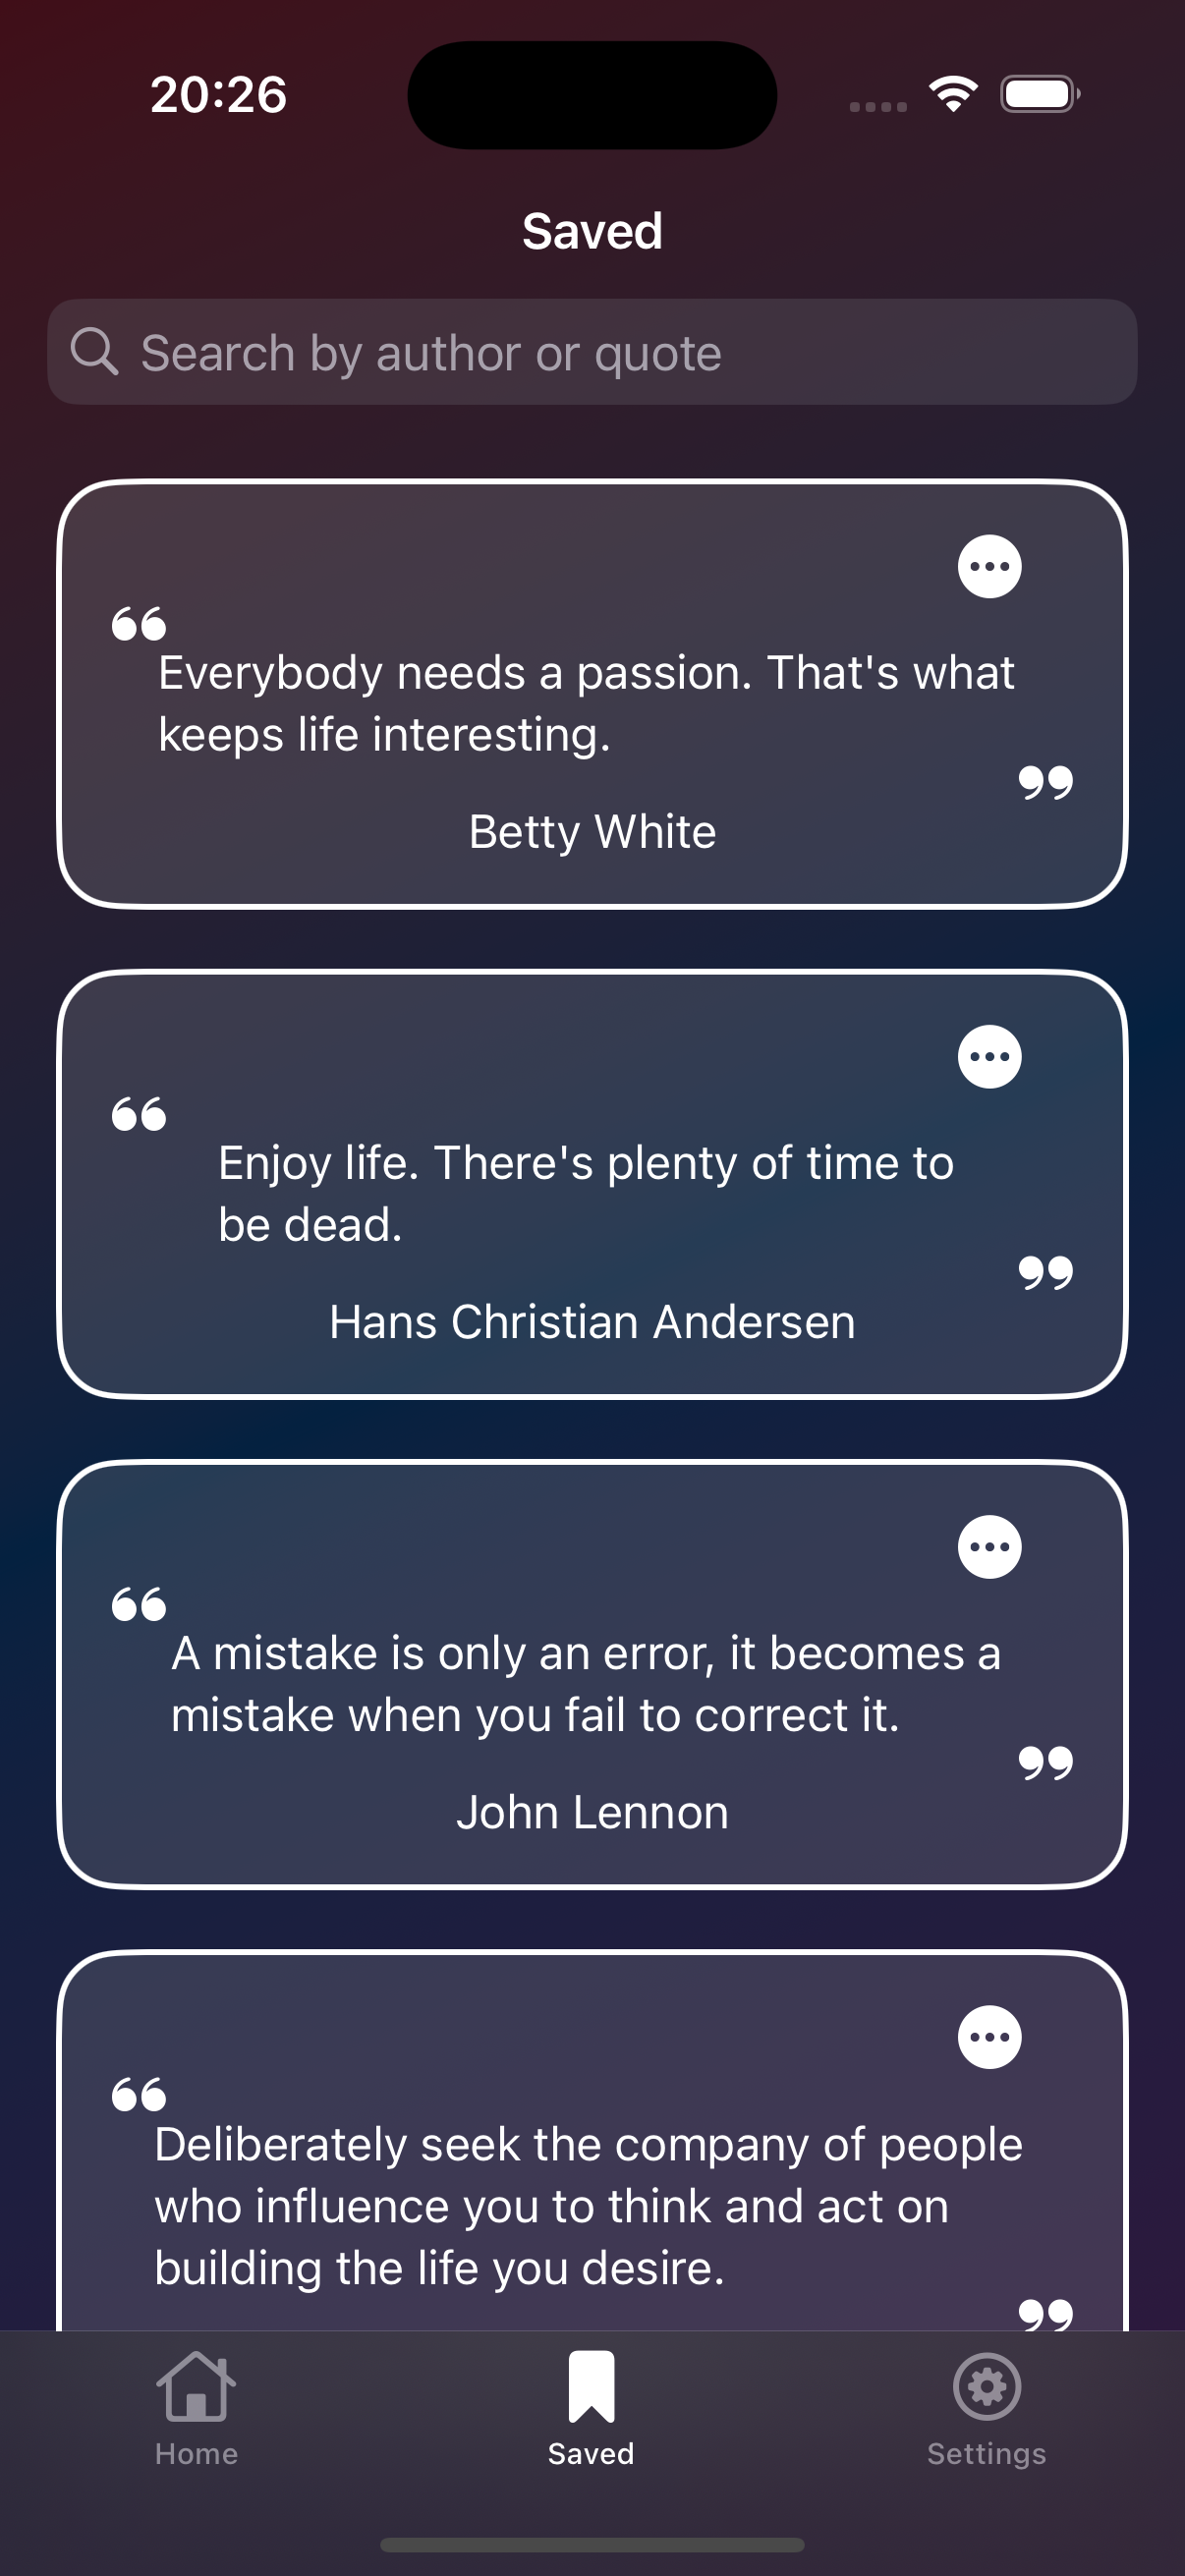 20:26
Saved
Search by author or quote
“
Everybody needs a passion. That's what
keeps life interesting.
”
Betty White
“
Enjoy life. There's plenty of time to
be dead.
”
Hans Christian Andersen
“
A mistake is only an error, it becomes a
mistake when you fail to correct it.
”
John Lennon
“
Deliberately seek the company of people
who influence you to think and act on
building the life you desire.
”
Home
Saved
Settings